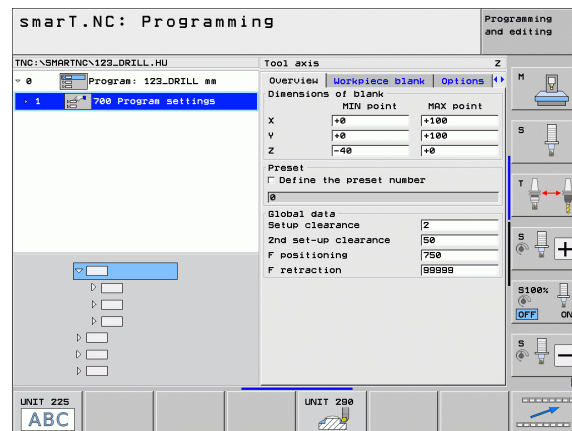 smarT.NC: Programming
Programming and editing
TNC:\SMARTNC\123_DRILL.HU
Tool axis Z
0 Program: 123_DRILL mm
1 700 Program settings
Overview Workpiece blank Options
Dimensions of blank
MIN point MAX point
X +0 +100
Y +0 +100
Z -40 +0
Preset
Define the preset number
0
Global data
Setup clearance 2
2nd set-up clearance 50
F positioning 750
F retraction 99999
M
S
T
S
S100%
OFF ON
S
UNIT 225
ABC
UNIT 290